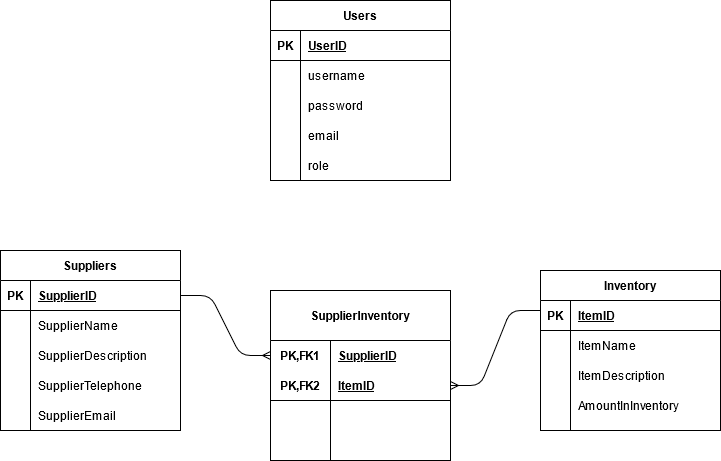 Users
PK UserID
username
password
email
role
Suppliers
PK SupplierID
SupplierName
SupplierDescription
SupplierTelephone
SupplierEmail
SupplierInventory
PK,FK1 SupplierID
PK,FK2 ItemID
Inventory
PK ItemID
ItemName
ItemDescription
AmountInInventory